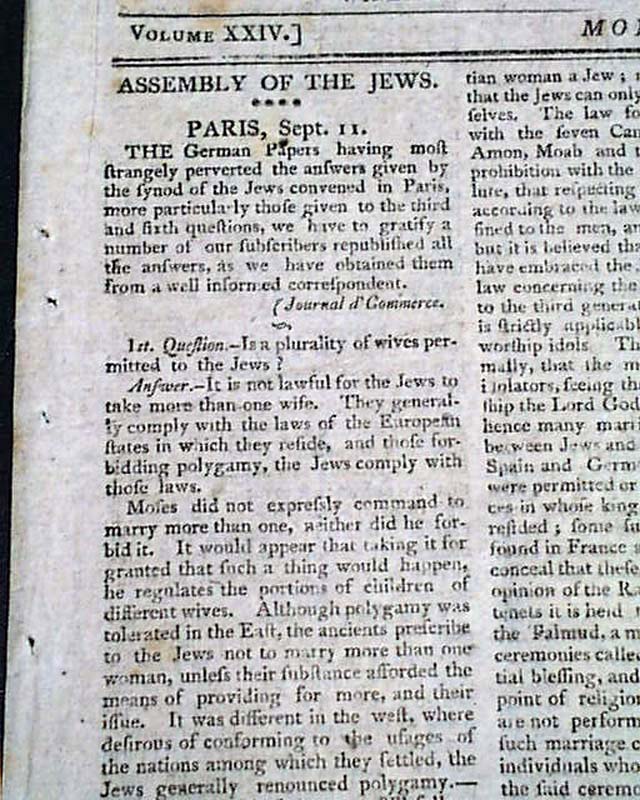 VOLUME XXIV.]
MO
ASSEMBLY OF THE JEWS.
PARIS, Sept. 11.
THE German Papers having moſt
ſtrangely perverted the anſwers given by
the ſynod of the Jews convened in Paris,
more particularly thoſe given to the third
and ſixth queſtions, we have to gratify a
number of our ſubſcribers republiſhed all
the anſwers, as we have obtained them
from a well informed correſpondent.
(Journal d'Commerce.
1st. Queſtion.—Is a plurality of wives per-
mitted to the Jews ?
Anſwer.—It is not lawful for the Jews to
take more than one wife. They general-
ly comply with the laws of the European
ſtates in which they reſide, and thoſe for-
bidding polygamy, the Jews comply with
thoſe laws.
Moſes did not expreſsly command to
marry more than one, neither did he for-
bid it. It would appear that taking it for
granted that ſuch a thing would happen,
he regulates the portions of children of
different wives. Although polygamy was
tolerated in the Eaſt, the ancients preſcribe
to the Jews not to marry more than one
woman, unleſs their ſubſtance afforded the
means of providing for more, and their
iſſue. It was different in the weſt, where
deſirous of conforming to the uſages of
the nations among which they ſettled, the
Jews generally renounced polygamy.—
tian woman a Jew ;
that the Jews can only
ſelves. The law fo
with the ſeven Can
Amon, Moab and t
prohibition with the
lute, that reſpecting
according to the law
fined to the men, an
but it is believed tha
have embraced the
law concerning the
to the third generat
is ſtrictly applicabl
worſhip idols. Th
mally, that the m
i olators, ſeeing tha
ſhip the Lord God
hence many marri
between Jews and
Spain and Germ
were permitted or
ces in whoſe king
reſided ; ſome ſu
found in France a
conceal that theſe
opinion of the Ra
tenets it is held
the Talmud, a m
ceremonies called
tial bleſſing, and
point of religion
are not perform
ſuch marriage c
individuals who
the ſaid ceremo